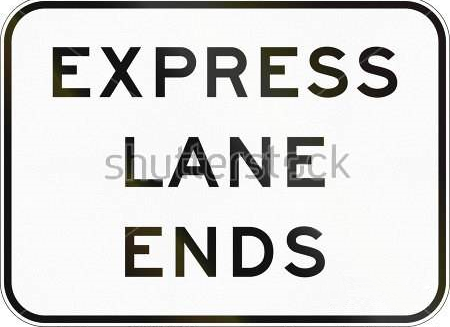 EXPRESS
LANE
shutterstock
ENDS